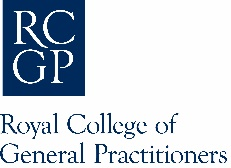 RC
GP
Royal College of
General Practitioners